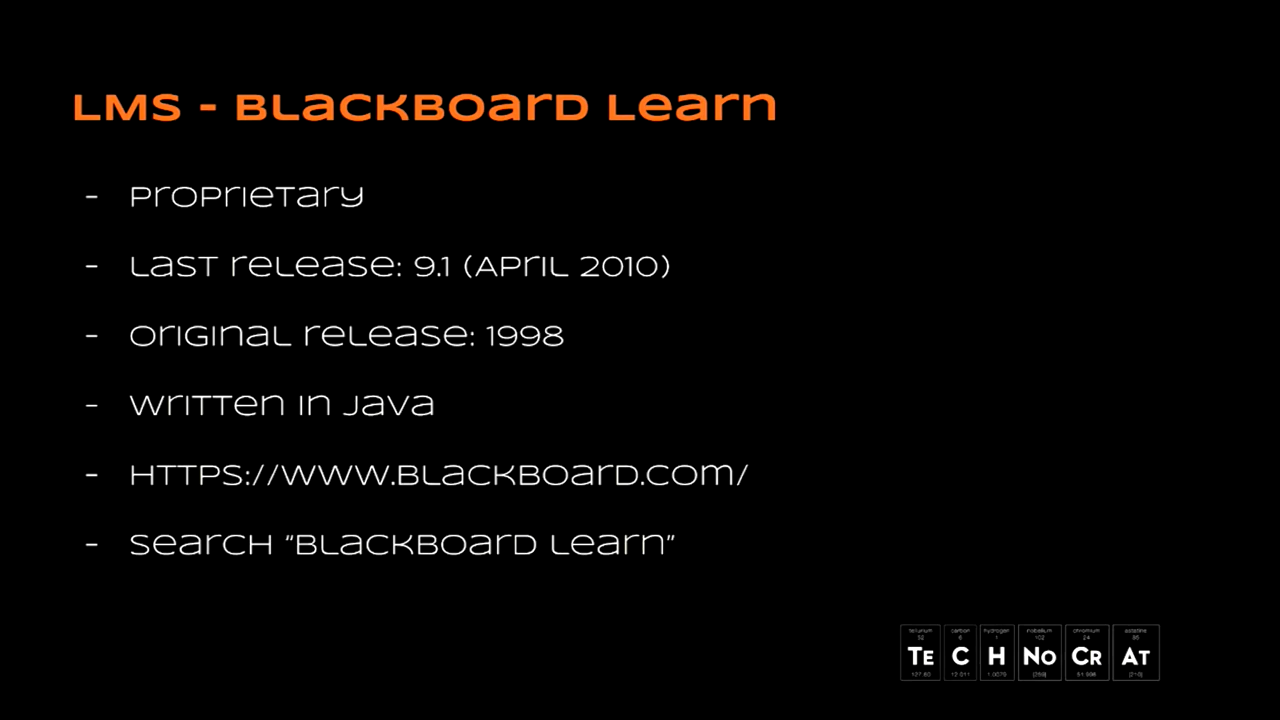 LMS - Blackboard Learn
- Proprietary
- Last release: 9.1 (April 2010)
- Original release: 1998
- Written in Java
- https://www.blackboard.com/
- Search “Blackboard Learn”
tellurium carbon hydrogen nobelium chromium astatine
52 6 1 102 24 85
Te C H No Cr At
127.60 12.011 1.0079 [259] 51.996 [210]